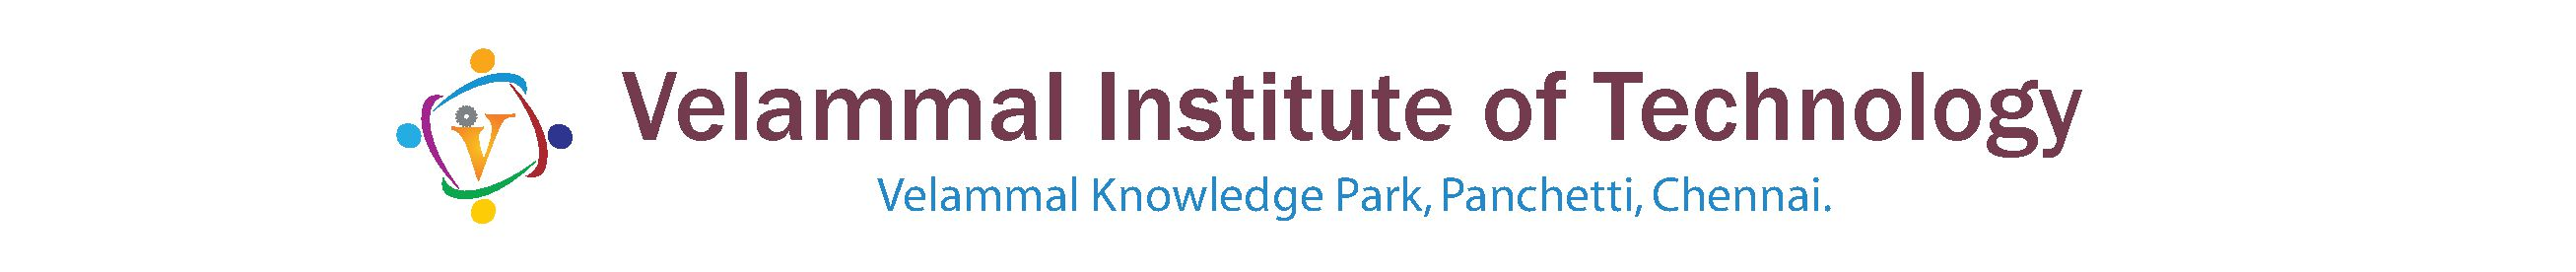 V
Velammal Institute of Technology
Velammal Knowledge Park, Panchetti, Chennai.